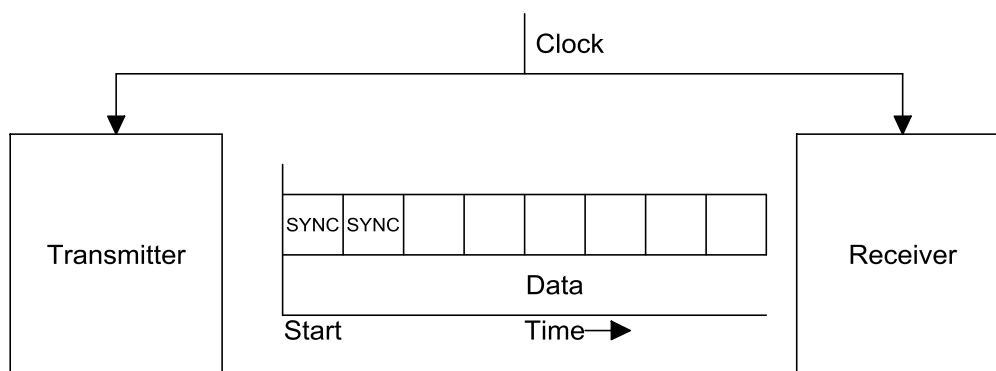 Clock
Transmitter
SYNC SYNC
Receiver
Data
Start
Time